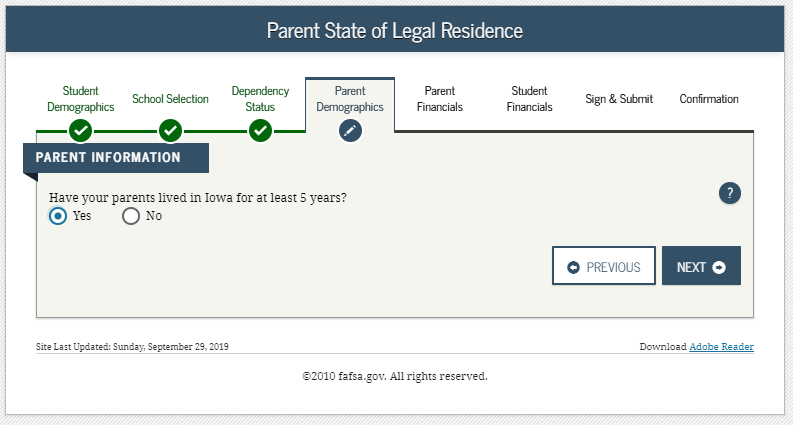 Parent State of Legal Residence
Student Demographics
School Selection
Dependency Status
Parent Demographics
Parent Financials
Student Financials
Sign & Submit
Confirmation
PARENT INFORMATION
Have your parents lived in Iowa for at least 5 years?
?
Yes No
PREVIOUS NEXT
Site Last Updated: Sunday, September 29, 2019 Download Adobe Reader
©2010 fafsa.gov. All rights reserved.